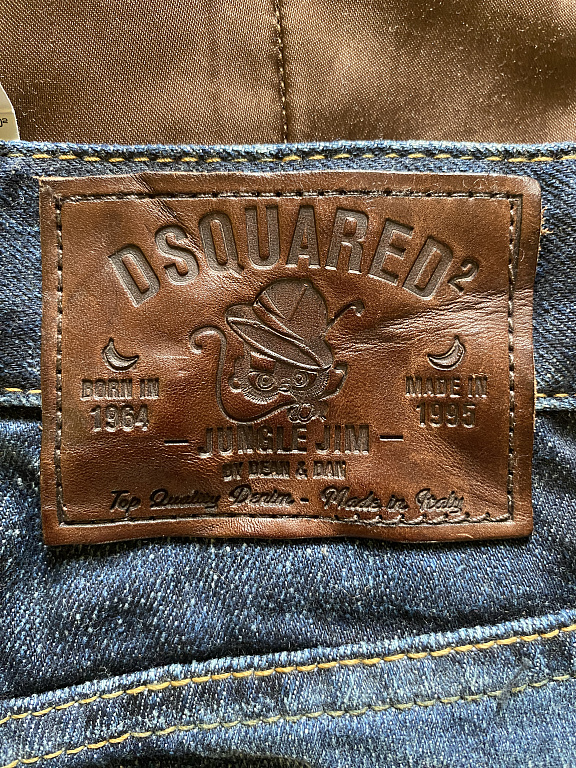 DSQUARED²
BORN IN
1964
MADE IN
1995
— JUNGLE JIM —
BY DEAN & DAN
Top Quality Denim - Made in Italy